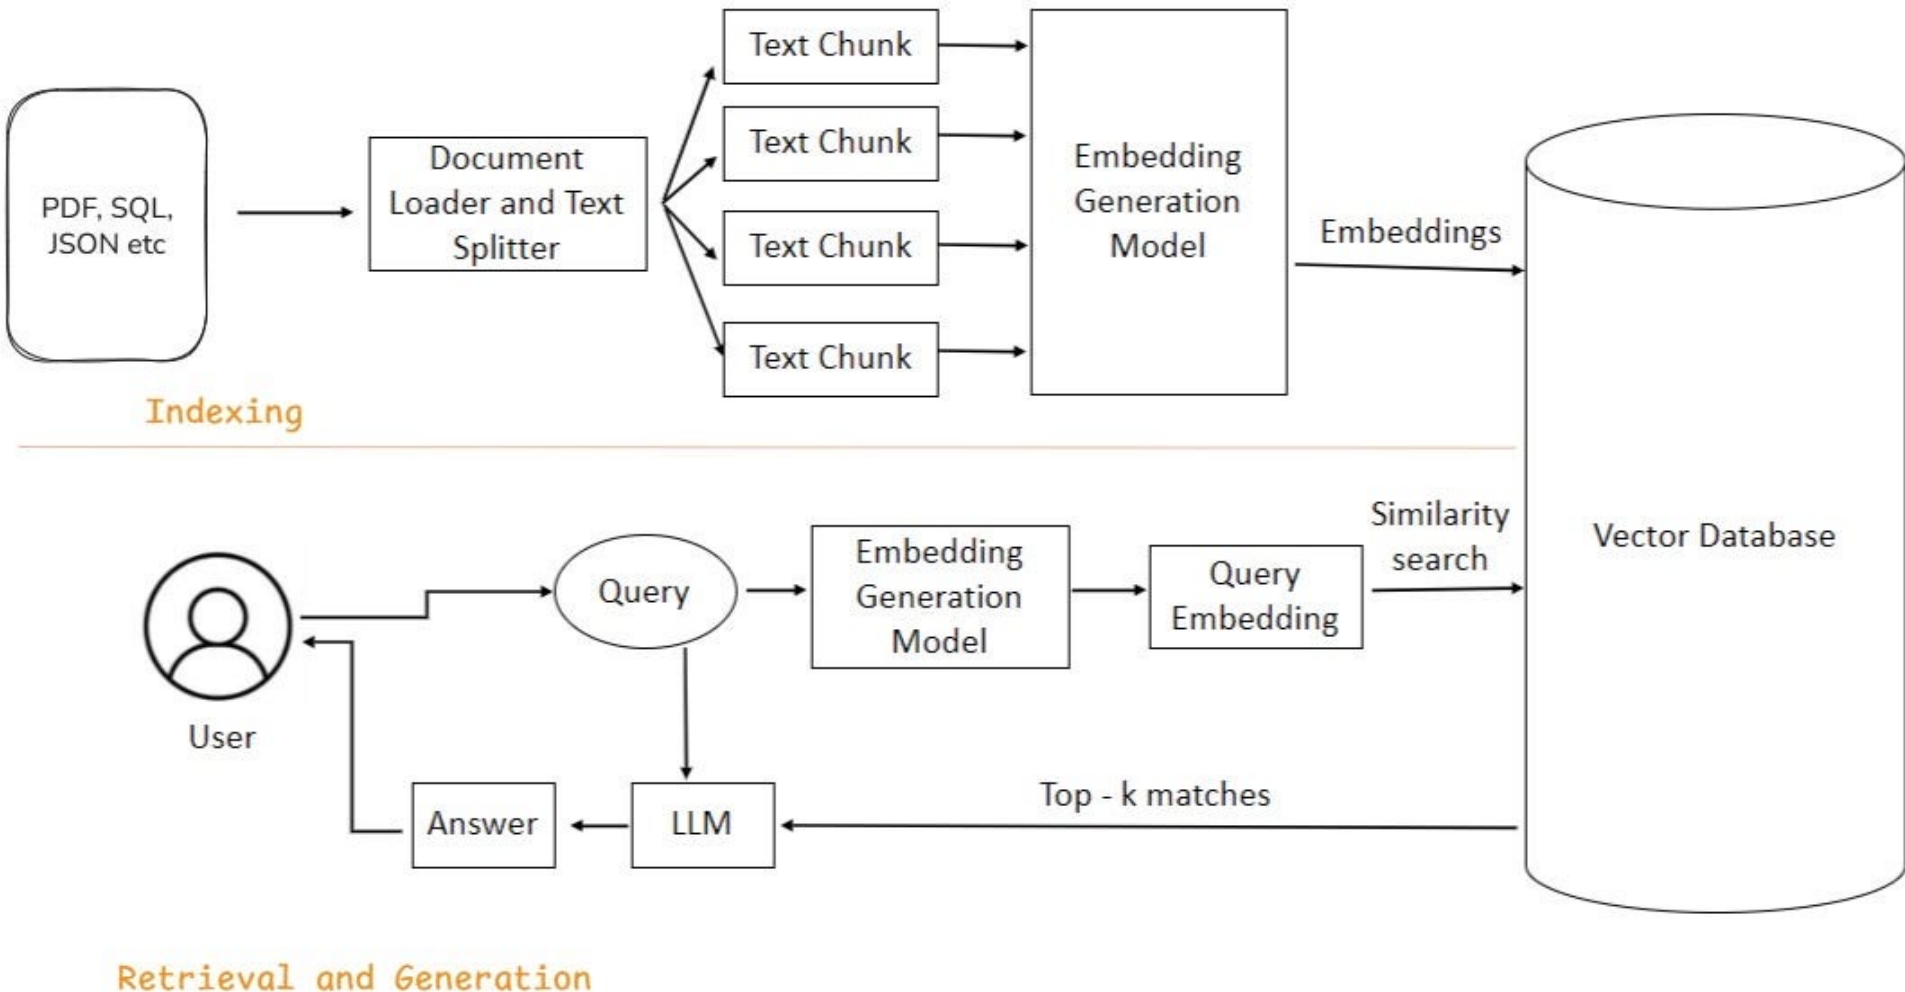 Text Chunk
Text Chunk
Text Chunk
Text Chunk
PDF, SQL,
JSON etc
Document
Loader and Text
Splitter
Embedding
Generation
Model
Embeddings
Indexing
Vector Database
User
Query
Embedding
Generation
Model
Query
Embedding
Similarity
search
Top - k matches
LLM
Answer
Retrieval and Generation